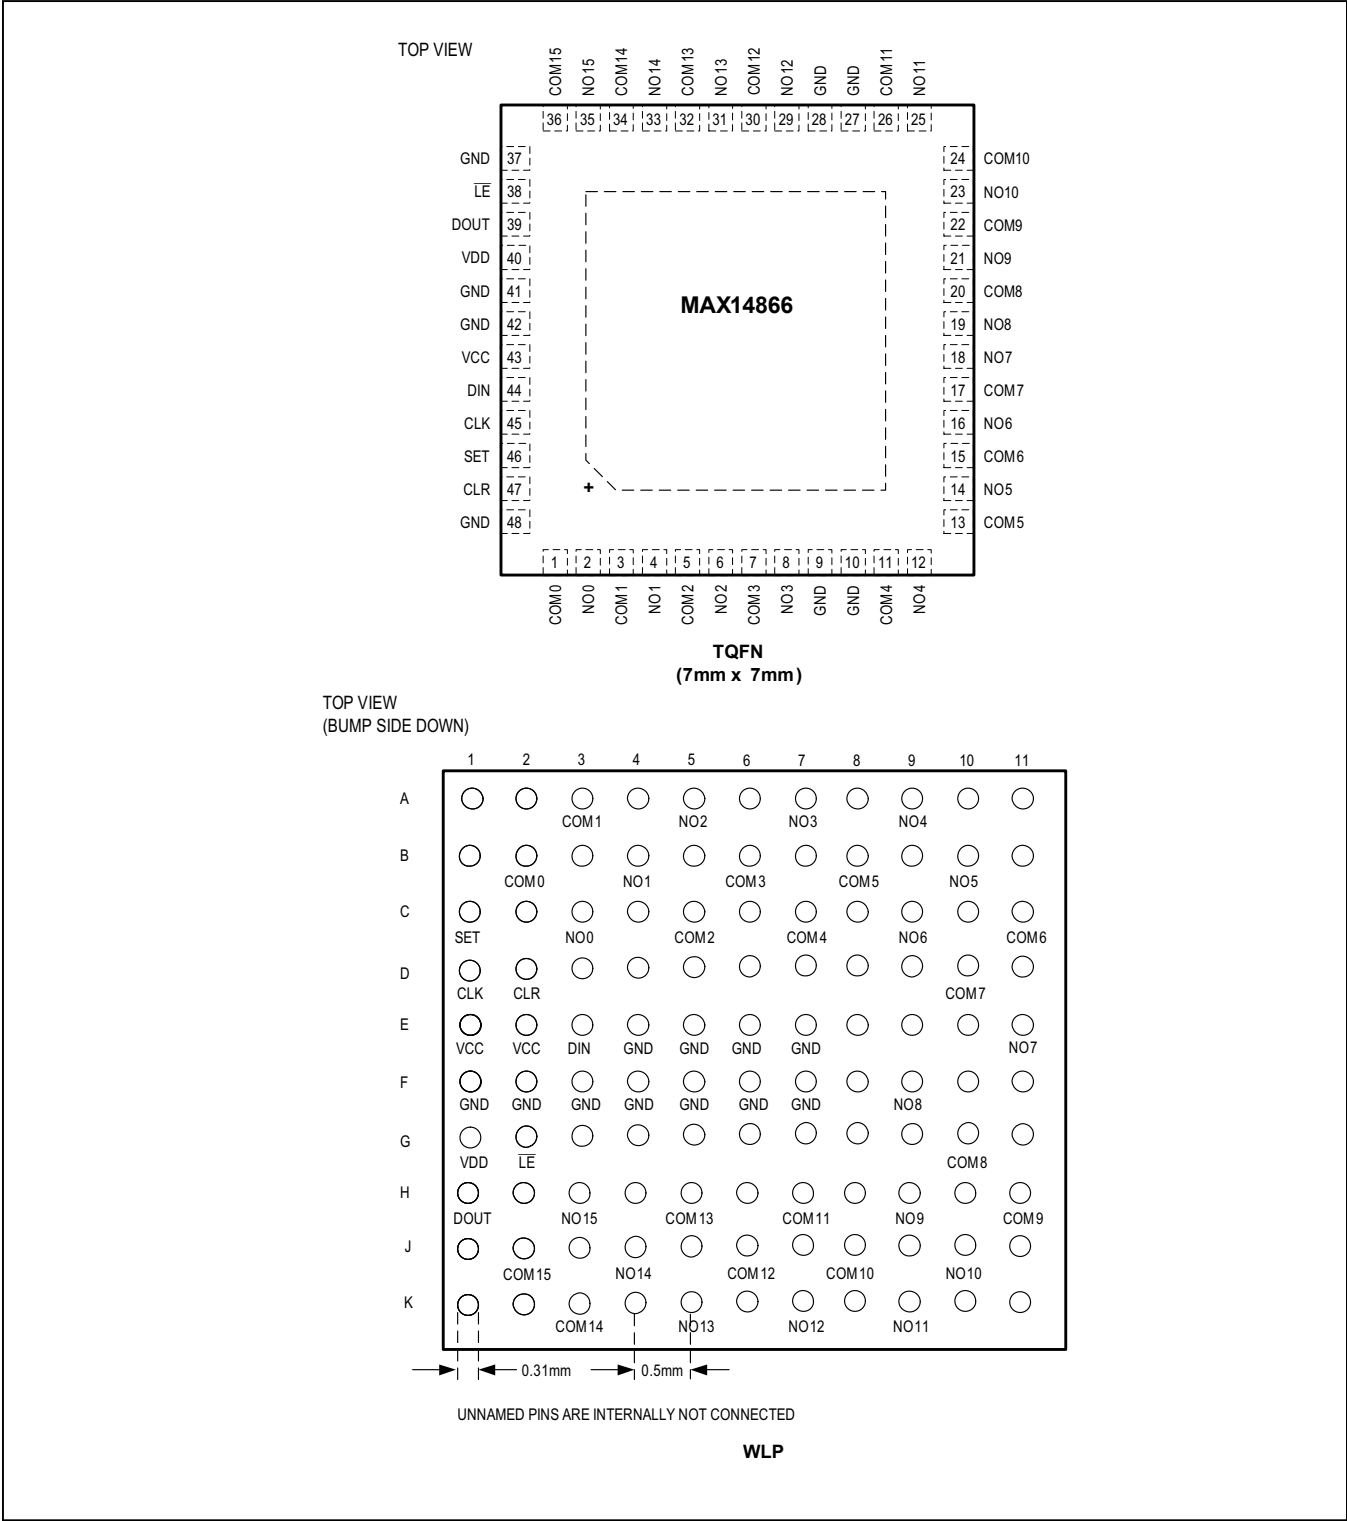 TOP VIEW
COM15 NO15 COM14 NO14 COM13 NO13 COM12 NO12 GND GND COM11 NO11
36 35 34 33 32 31 30 29 28 27 26 25
GND 37 24 COM10
LE 38 23 NO10
DOUT 39 22 COM9
VDD 40 21 NO9
GND 41 20 COM8
MAX14866
GND 42 19 NO8
VCC 43 18 NO7
DIN 44 17 COM7
CLK 45 16 NO6
SET 46 15 COM6
CLR 47 14 NO5
+
GND 48 13 COM5
1 2 3 4 5 6 7 8 9 10 11 12
COM0 NO0 COM1 NO1 COM2 NO2 COM3 NO3 GND GND COM4 NO4
TQFN
(7mm x 7mm)
TOP VIEW
(BUMP SIDE DOWN)
1 2 3 4 5 6 7 8 9 10 11
A
COM1 NO2 NO3 NO4
B
COM0 NO1 COM3 COM5 NO5
C
SET NO0 COM2 COM4 NO6 COM6
D
CLK CLR COM7
E
VCC VCC DIN GND GND GND GND NO7
F
GND GND GND GND GND GND GND NO8
G
VDD LE COM8
H
DOUT NO15 COM13 COM11 NO9 COM9
J
COM15 NO14 COM12 COM10 NO10
K
COM14 NO13 NO12 NO11
0.31mm 0.5mm
UNNAMED PINS ARE INTERNALLY NOT CONNECTED
WLP